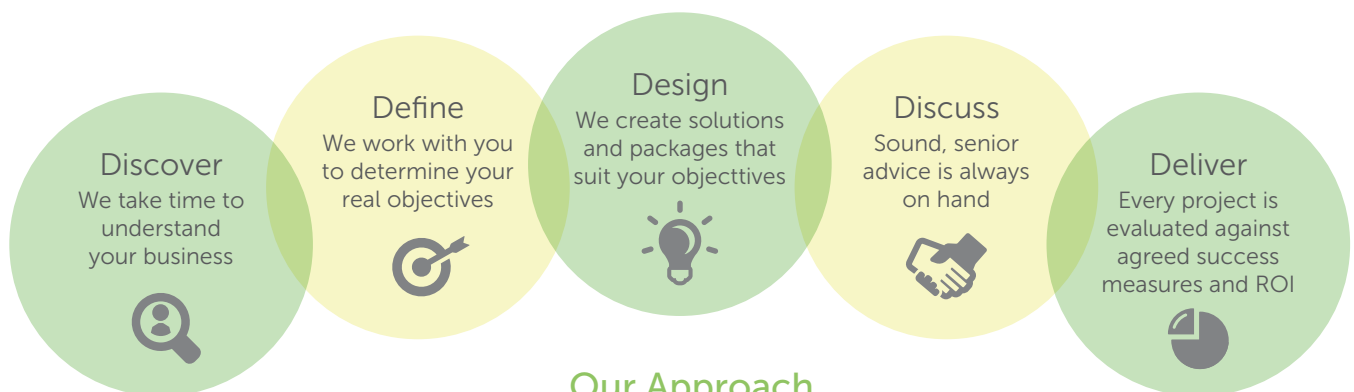 Discover
We take time to
understand
your business
Define
We work with you
to determine your
real objectives
Design
We create solutions
and packages that
suit your objecttives
Discuss
Sound, senior
advice is always
on hand
Deliver
Every project is
evaluated against
agreed success
measures and ROI
Our Approach